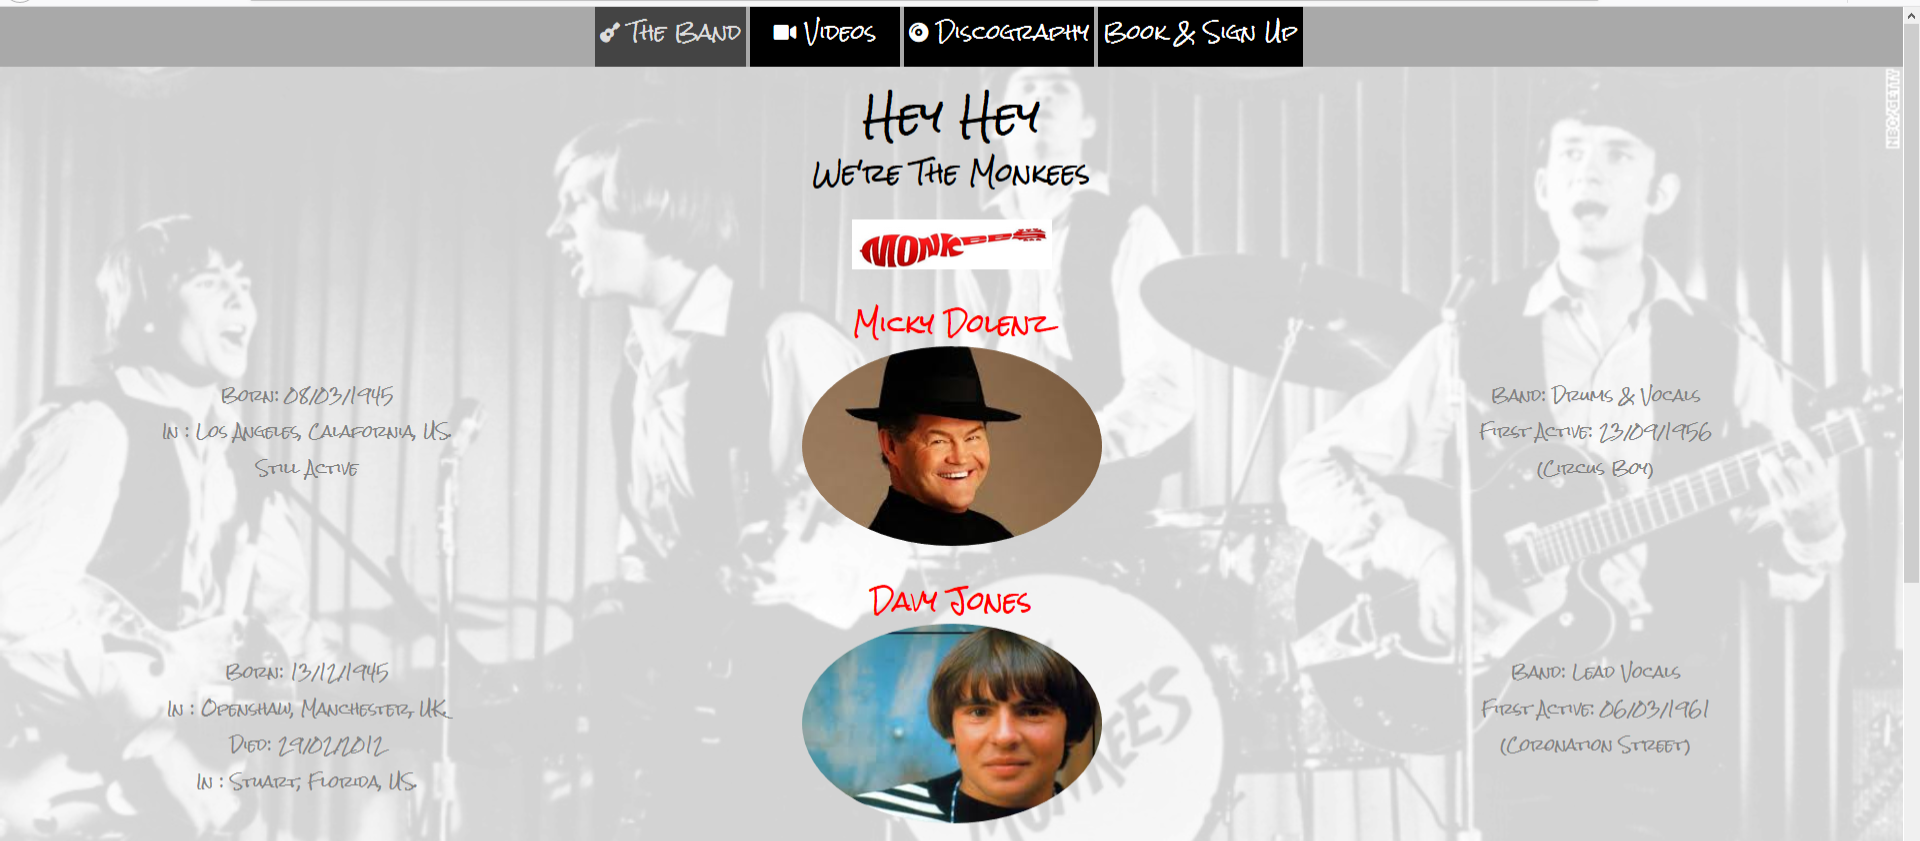 The Band
Videos
Discography
Book & Sign Up
NBC/GETTY
Hey Hey
We're The Monkees
MONKEES
Micky Dolenz
Born: 08/03/1945
In : Los Angeles, Calafornia, US.
Still Active
Band: Drums & Vocals
First Active: 23/09/1956
(Circus Boy)
Davy Jones
Born: 13/12/1945
In : Openshaw, Manchester, UK.
Died: 29/02/2012
In : Stuart, Florida, US.
Band: Lead Vocals
First Active: 06/03/1961
(Coronation Street)
MONKEES